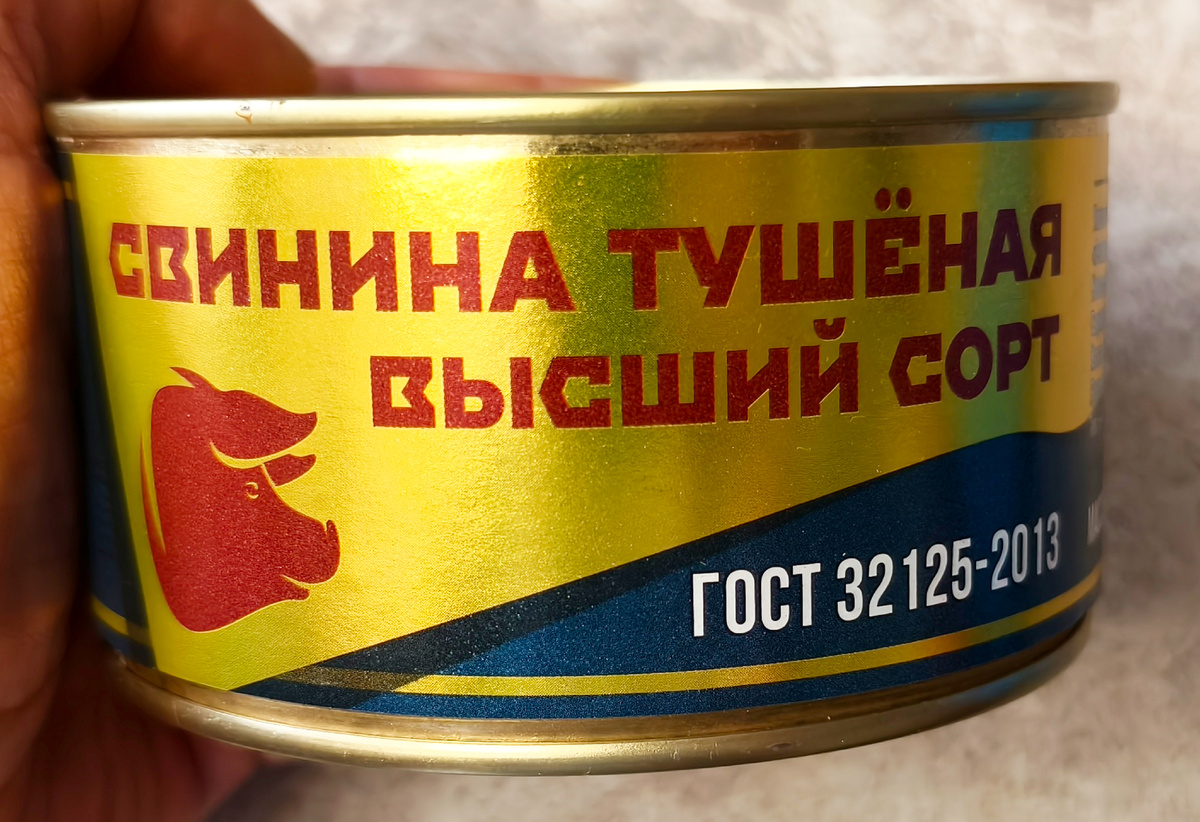 СВИНИНА ТУШЁНАЯ
ВЫСШИЙ СОРТ
ГОСТ 32125-2013